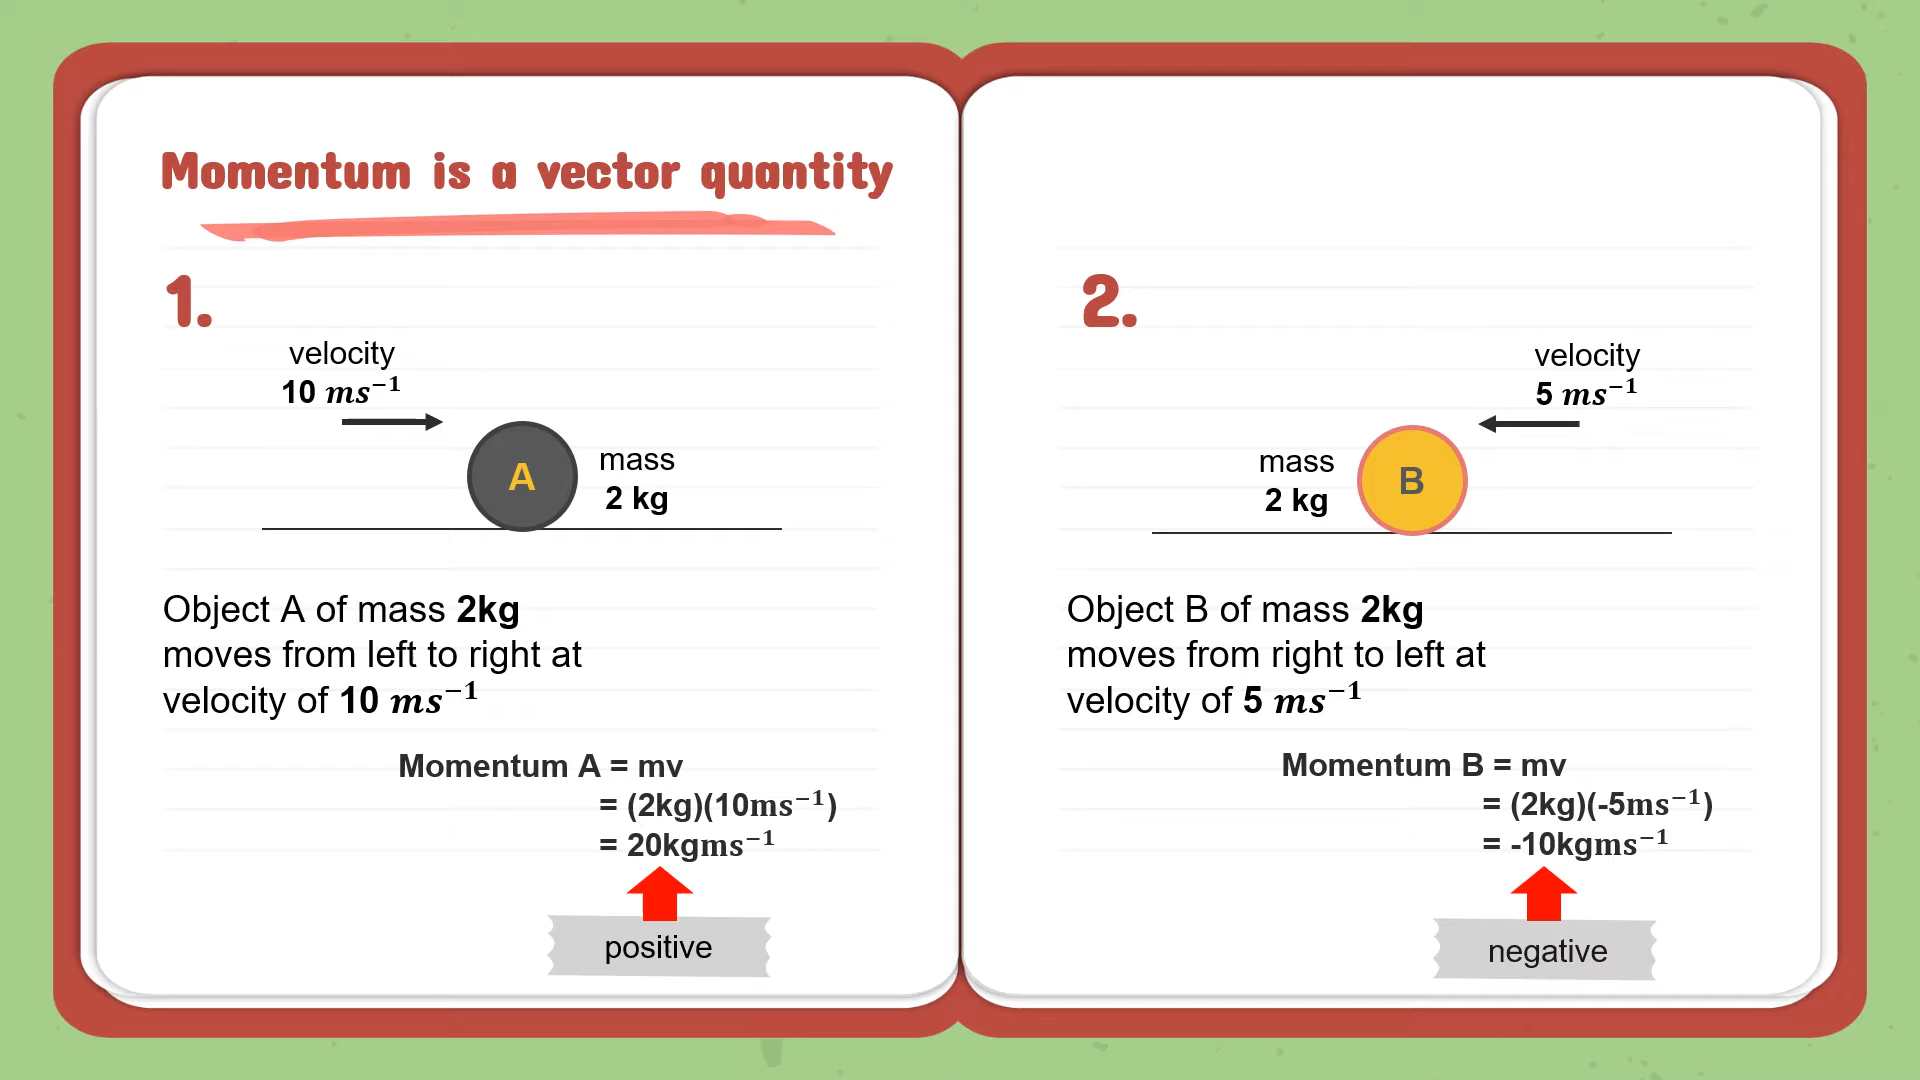 Momentum is a vector quantity
1.
velocity
10 ms⁻¹
A
mass
2 kg
Object A of mass 2kg
moves from left to right at
velocity of 10 ms⁻¹
Momentum A = mv
= (2kg)(10ms⁻¹)
= 20kgms⁻¹
positive
2.
velocity
5 ms⁻¹
mass
2 kg
B
Object B of mass 2kg
moves from right to left at
velocity of 5 ms⁻¹
Momentum B = mv
= (2kg)(-5ms⁻¹)
= -10kgms⁻¹
negative